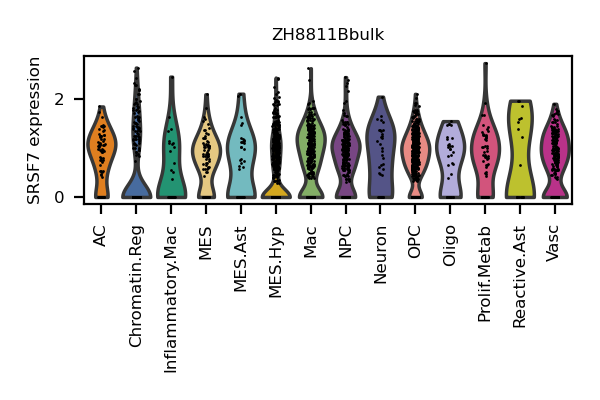 ZH8811Bbulk
SRSF7 expression
2
0
AC
Chromatin.Reg
Inflammatory.Mac
MES
MES.Ast
MES.Hyp
Mac
NPC
Neuron
OPC
Oligo
Prolif.Metab
Reactive.Ast
Vasc